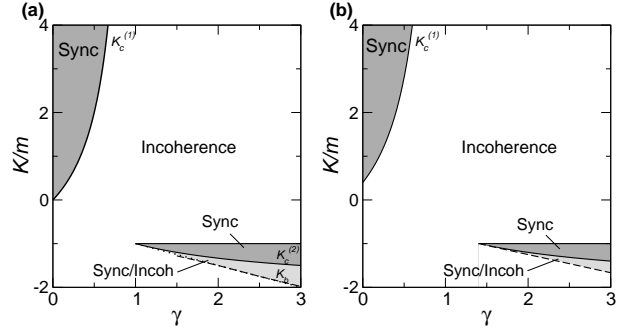 (a)
4
Sync
K_c^{(1)}
2
K/m
Incoherence
0
Sync
K_c^{(2)}
Sync/Incoh
K_b
-2
0
1
2
3
γ
(b)
4
Sync
K_c^{(1)}
2
K/m
Incoherence
0
Sync
Sync/Incoh
-2
0
1
2
3
γ